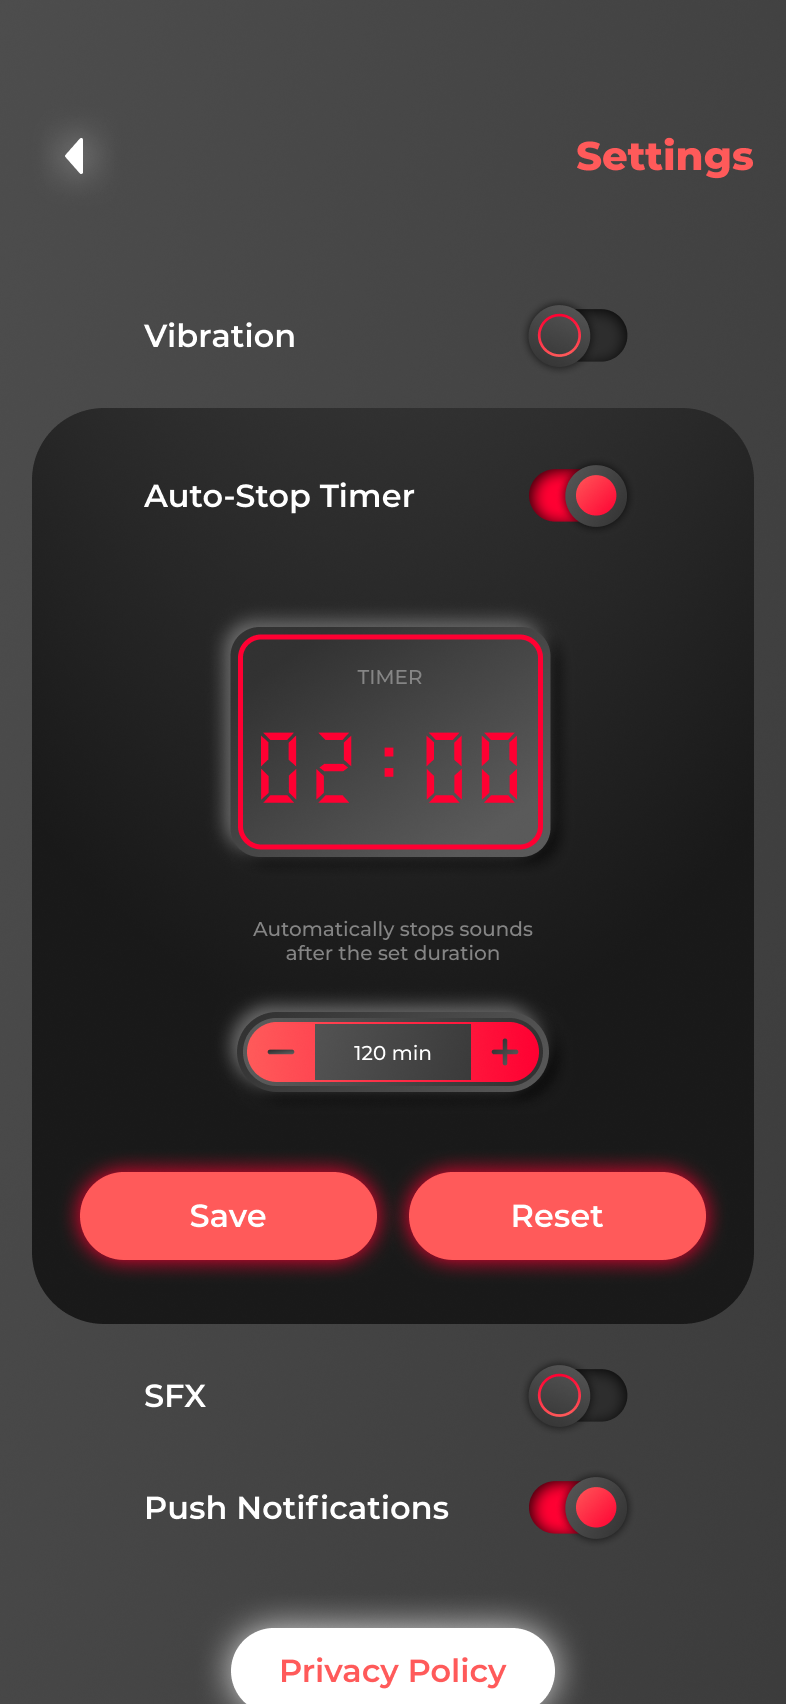 Settings
Vibration
Auto-Stop Timer
TIMER
02:00
Automatically stops sounds
after the set duration
120 min
Save
Reset
SFX
Push Notifications
Privacy Policy